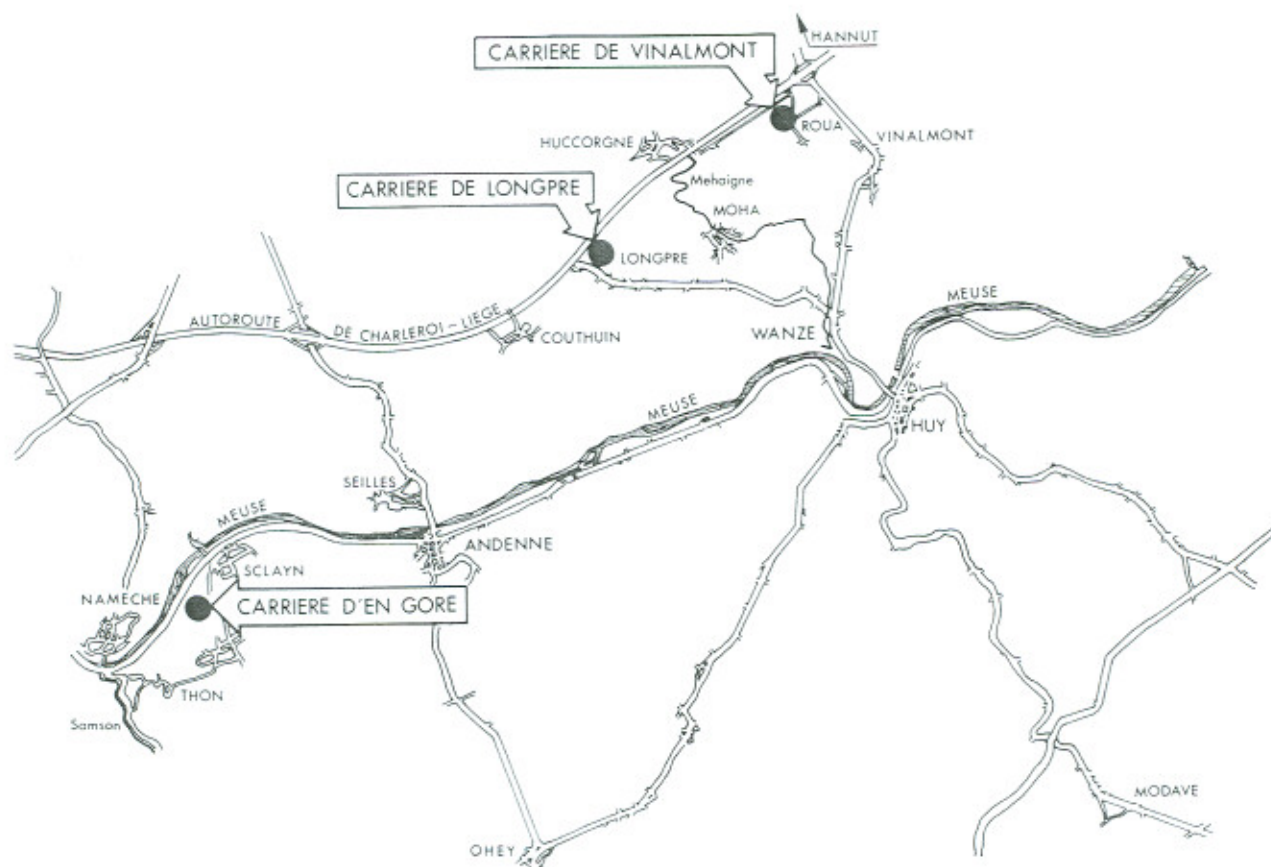 HANNUT
CARRIERE DE VINALMONT
ROUA
VINALMONT
HUCCORGNE
Mehaigne
CARRIERE DE LONGPRE
MOHA
LONGPRE
MEUSE
AUTOROUTE DE CHARLEROI - LIEGE
COUTHUIN
WANZE
MEUSE
HUY
SEILLES
MEUSE
ANDENNE
SCLAYN
NAMECHE
CARRIERE D'EN GORE
THON
Samson
MODAVE
OHEY